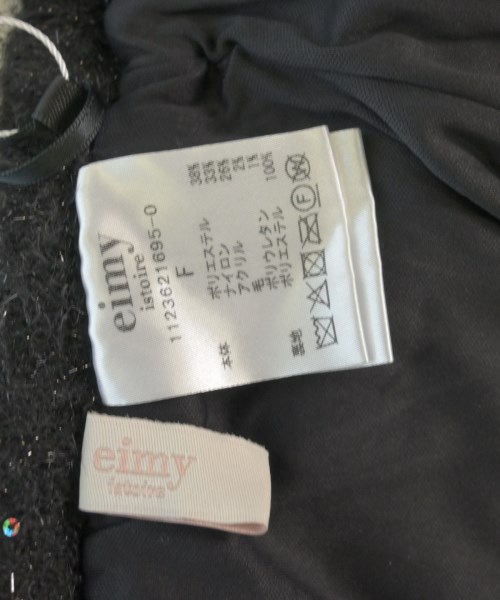 eimy
istoire
1123621695-0
F
本体
ポリエステル 38%
ナイロン 33%
アクリル 26%
毛 2%
ポリウレタン 1%
裏地
ポリエステル 100%
F
W
eimy
istoire